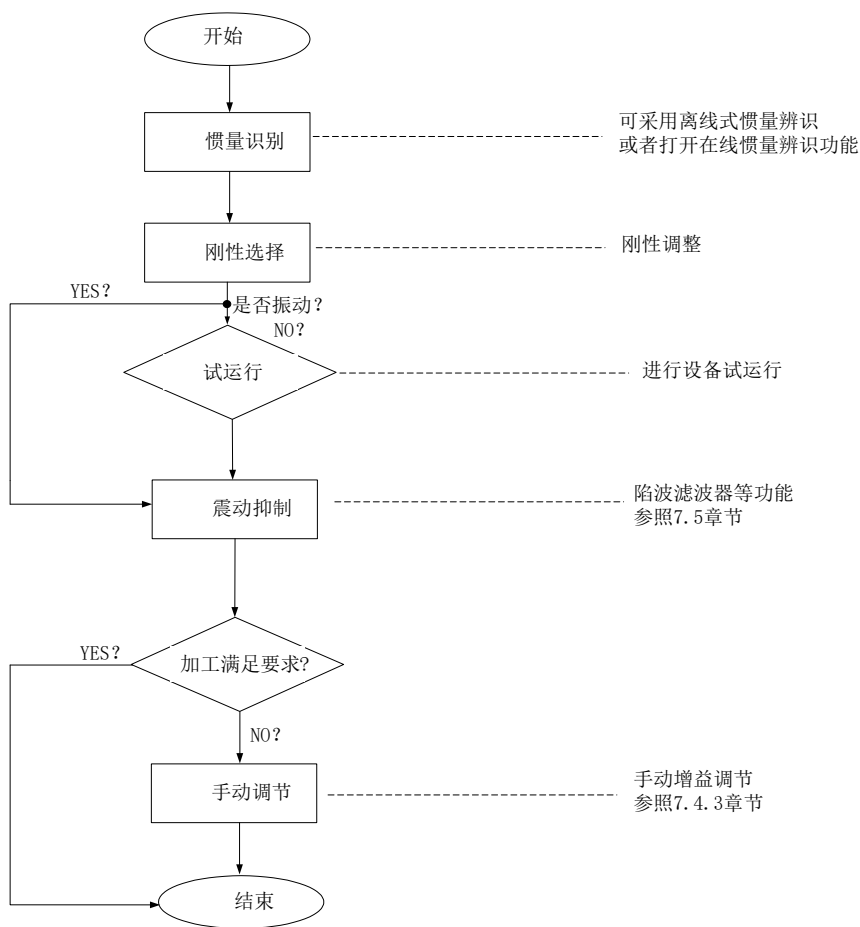 开始
惯量识别
可采用离线式惯量辨识
或者打开在线惯量辨识功能
刚性选择
刚性调整
YES?
是否振动?
NO?
试运行
进行设备试运行
震动抑制
陷波滤波器等功能
参照7.5章节
YES?
加工满足要求?
NO?
手动调节
手动增益调节
参照7.4.3章节
结束